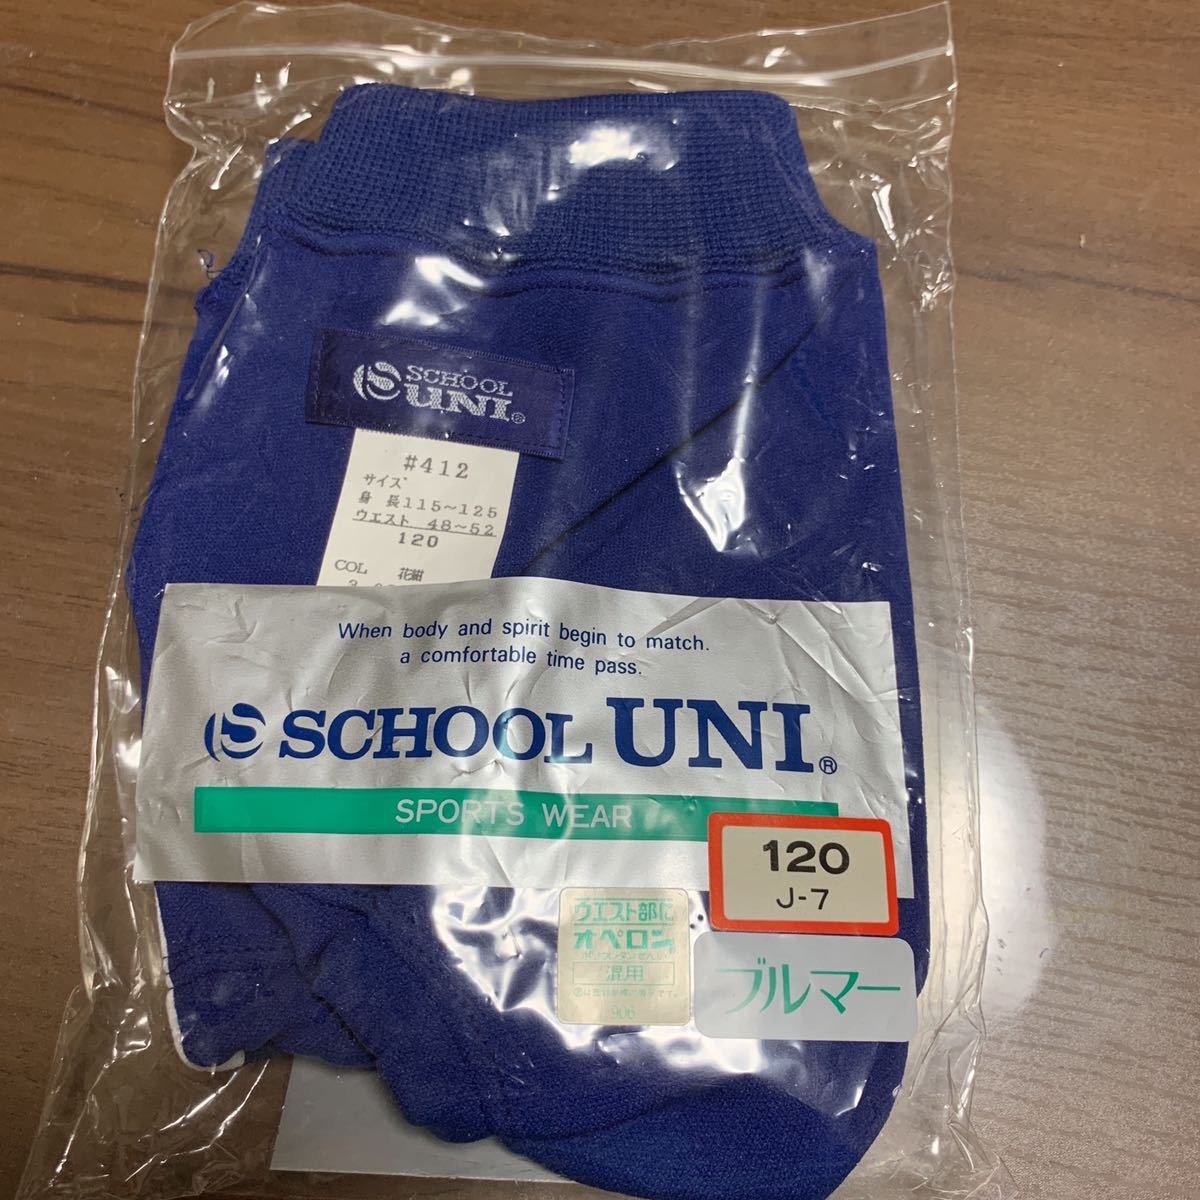 SCHOOL
UNI®
#412
サイズ
身 長115~125
ウエスト 48~52
120
COL 花紺
When body and spirit begin to match.
a comfortable time pass.
SCHOOL UNI®
SPORTS WEAR
120
J-7
ウエスト部に
オペロン®
混用
906
ブルマー